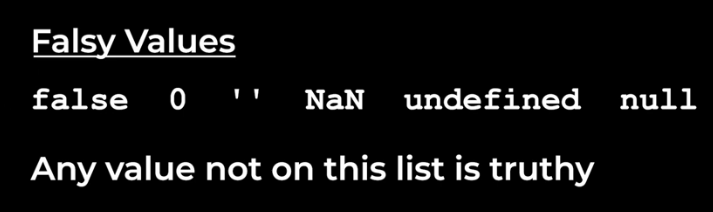 Falsy Values
false 0 '' NaN undefined null
Any value not on this list is truthy